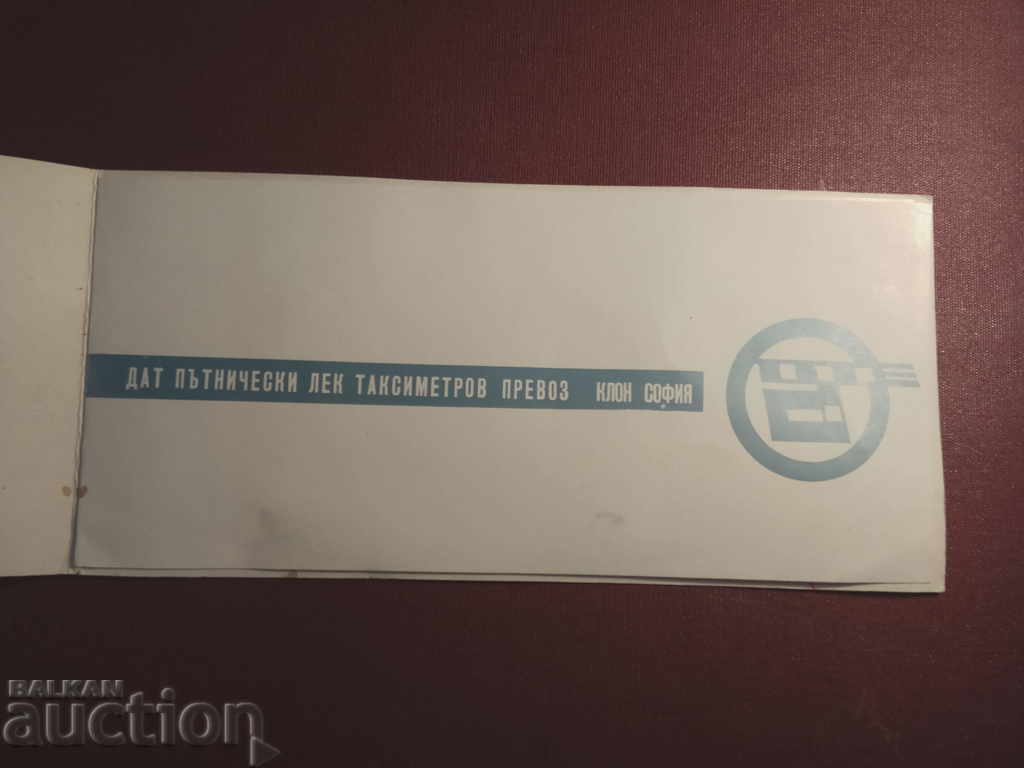 ДАТ ПЪТНИЧЕСКИ ЛЕК ТАКСИМЕТРОВ ПРЕВОЗ КЛОН СОФИЯ
BALKAN
auction